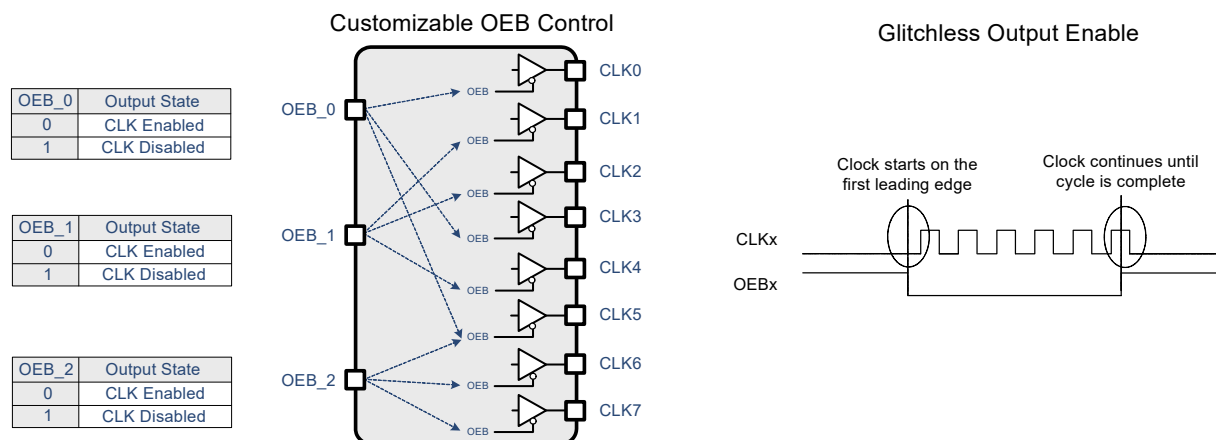 Customizable OEB Control
Glitchless Output Enable
OEB_0 Output State
0 CLK Enabled
1 CLK Disabled
OEB_1 Output State
0 CLK Enabled
1 CLK Disabled
OEB_2 Output State
0 CLK Enabled
1 CLK Disabled
OEB_0
OEB_1
OEB_2
OEB
OEB
OEB
OEB
OEB
OEB
OEB
OEB
CLK0
CLK1
CLK2
CLK3
CLK4
CLK5
CLK6
CLK7
Clock starts on the
first leading edge
Clock continues until
cycle is complete
CLKx
OEBx